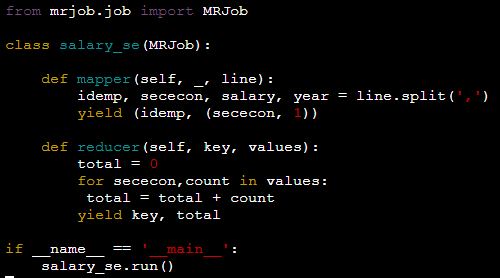 from mrjob.job import MRJob
class salary_se(MRJob):
def mapper(self, _, line):
idemp, sececon, salary, year = line.split(',')
yield (idemp, (sececon, 1))
def reducer(self, key, values):
total = 0
for sececon,count in values:
total = total + count
yield key, total
if __name__ == '__main__':
salary_se.run()